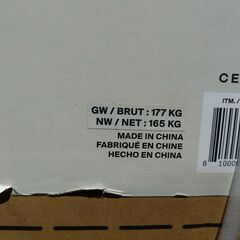 CE
ITM. /
GW / BRUT : 177 KG
NW / NET : 165 KG
MADE IN CHINA
FABRIQUÉ EN CHINE
HECHO EN CHINA
8 10000